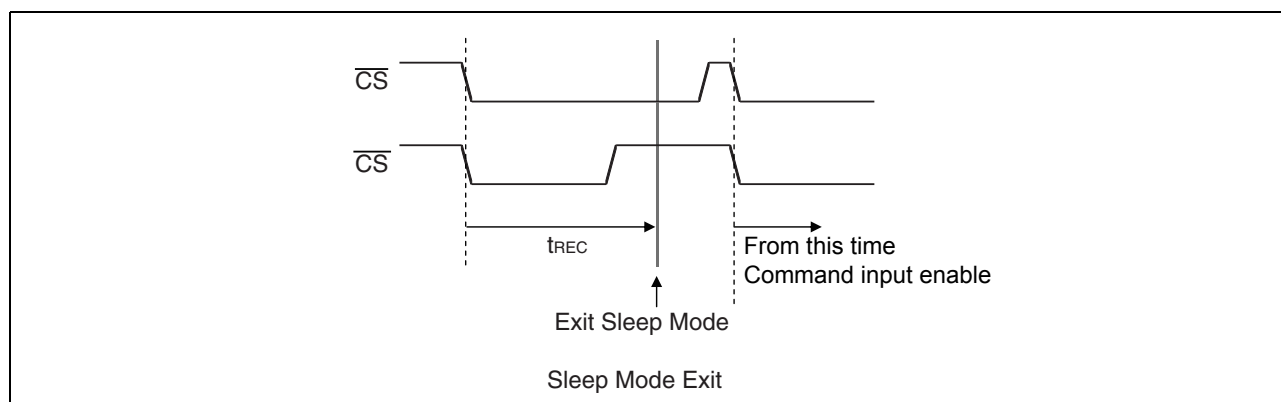 CS
CS
tREC
From this time
Command input enable
Exit Sleep Mode
Sleep Mode Exit